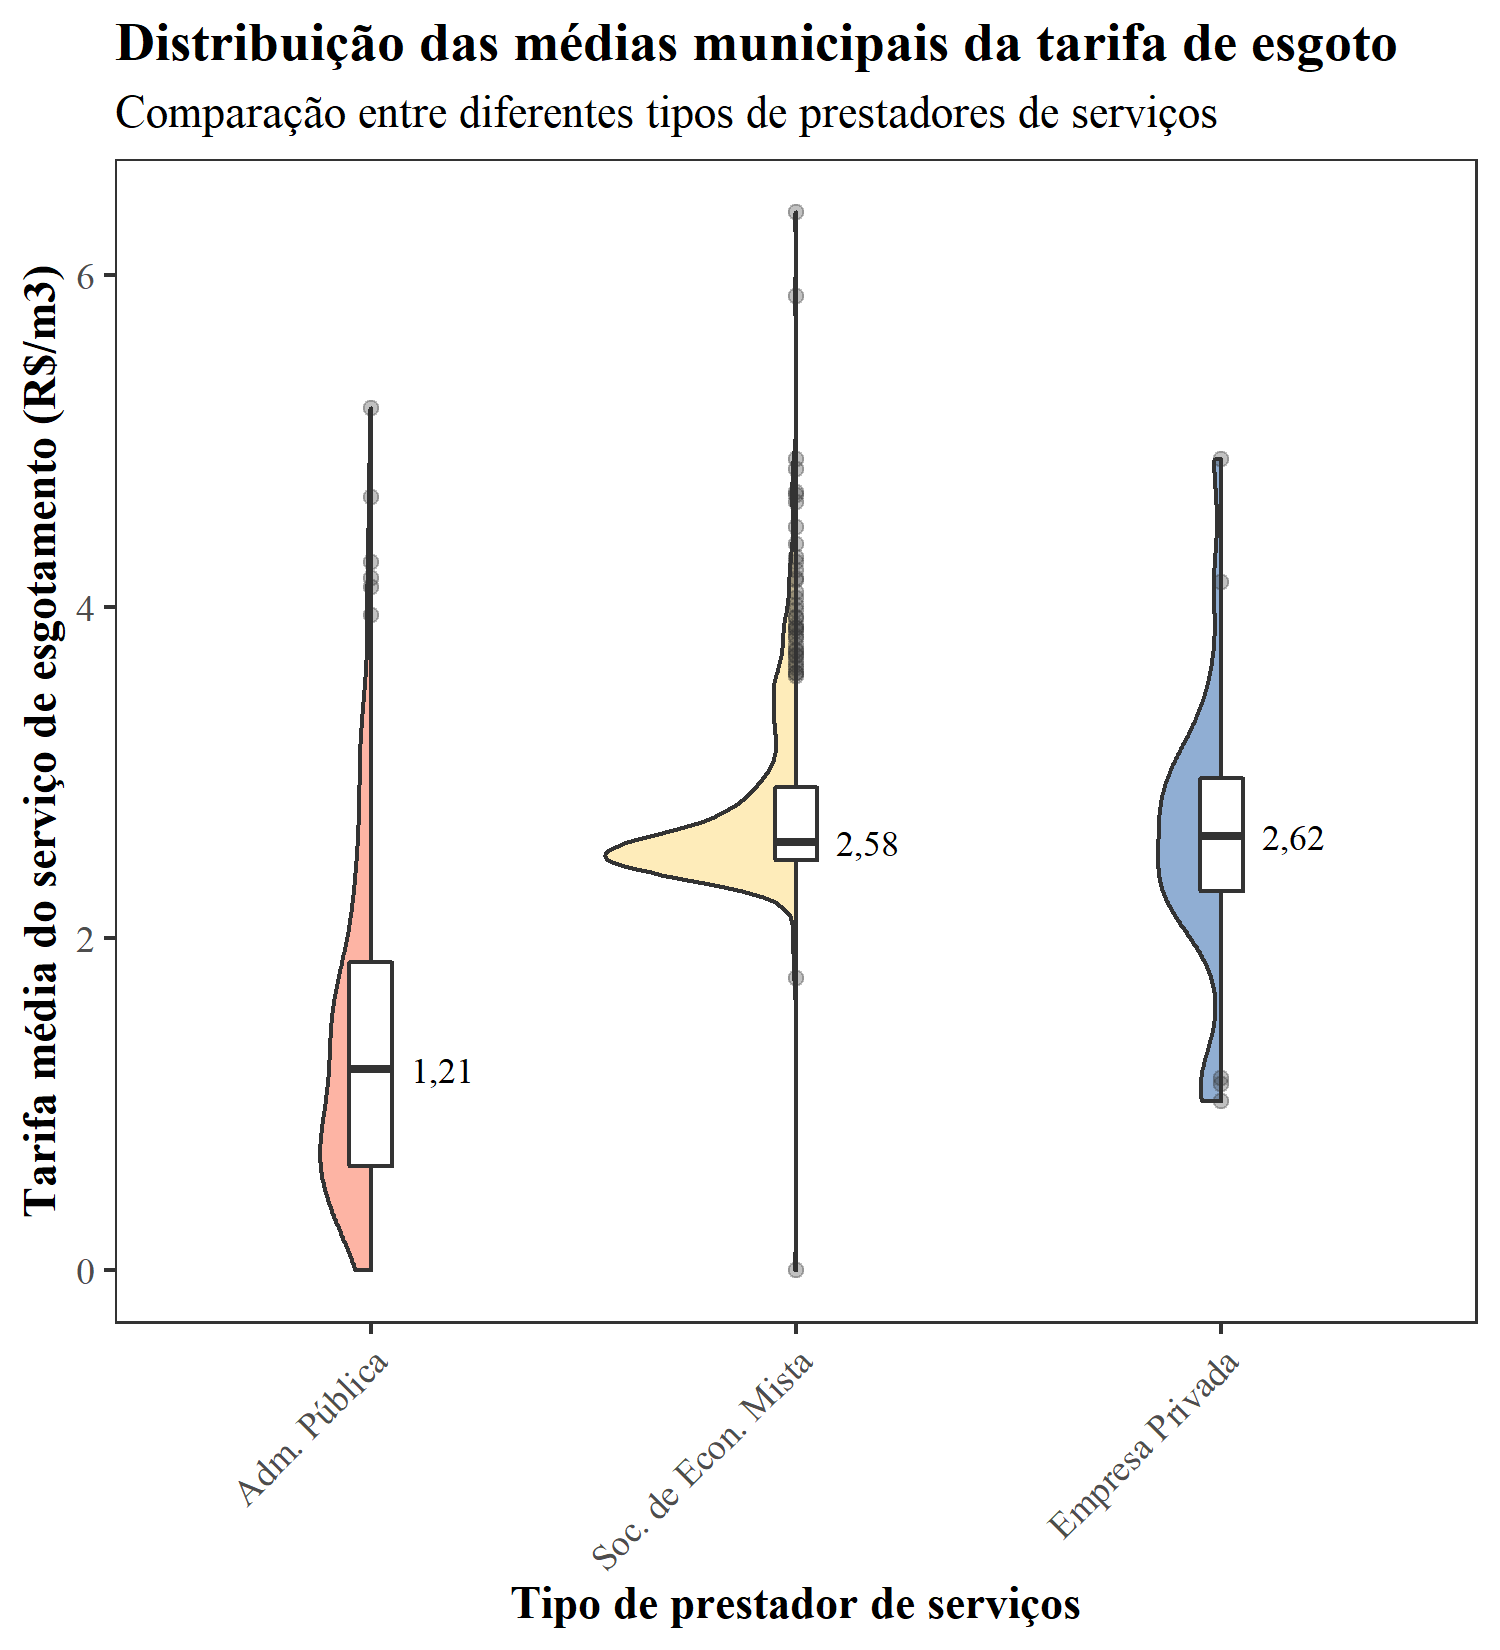 Distribuição das médias municipais da tarifa de esgoto
Comparação entre diferentes tipos de prestadores de serviços
Tarifa média do serviço de esgotamento (R$/m3)
6
4
2
0
1,21
2,58
2,62
Adm. Pública
Soc. de Econ. Mista
Empresa Privada
Tipo de prestador de serviços